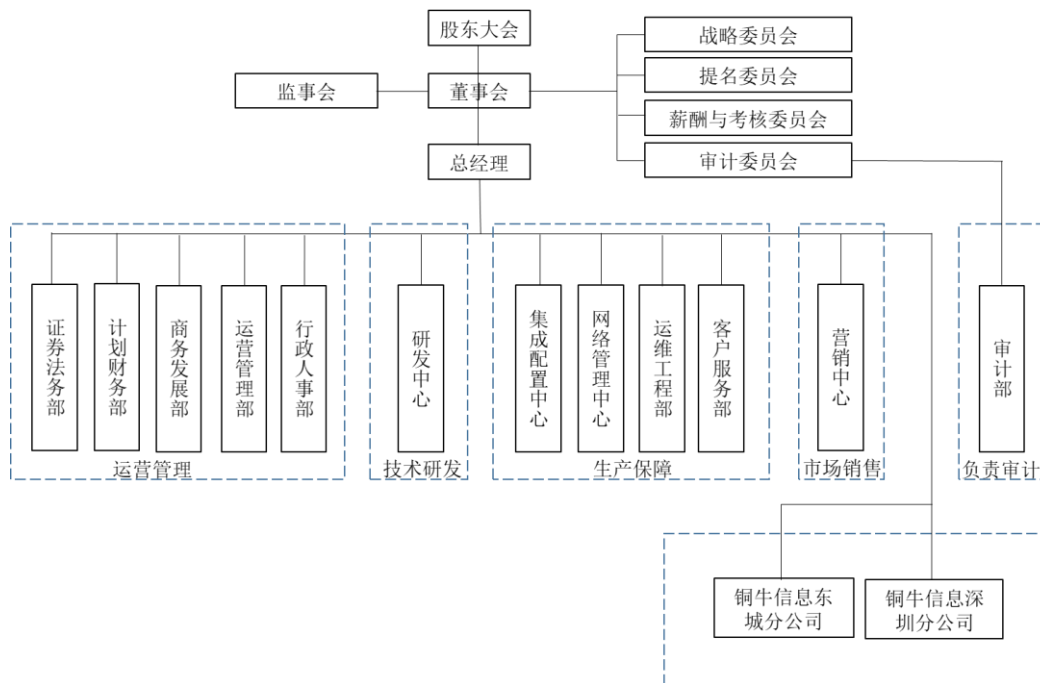 股东大会
战略委员会
提名委员会
监事会
董事会
薪酬与考核委员会
总经理
审计委员会
证券法务部
计划财务部
商务发展部
运营管理部
行政人事部
研发中心
集成配置中心
网络管理中心
运维工程部
客户服务部
营销中心
审计部
运营管理
技术研发
生产保障
市场销售
负责审计
铜牛信息东
城分公司
铜牛信息深
圳分公司